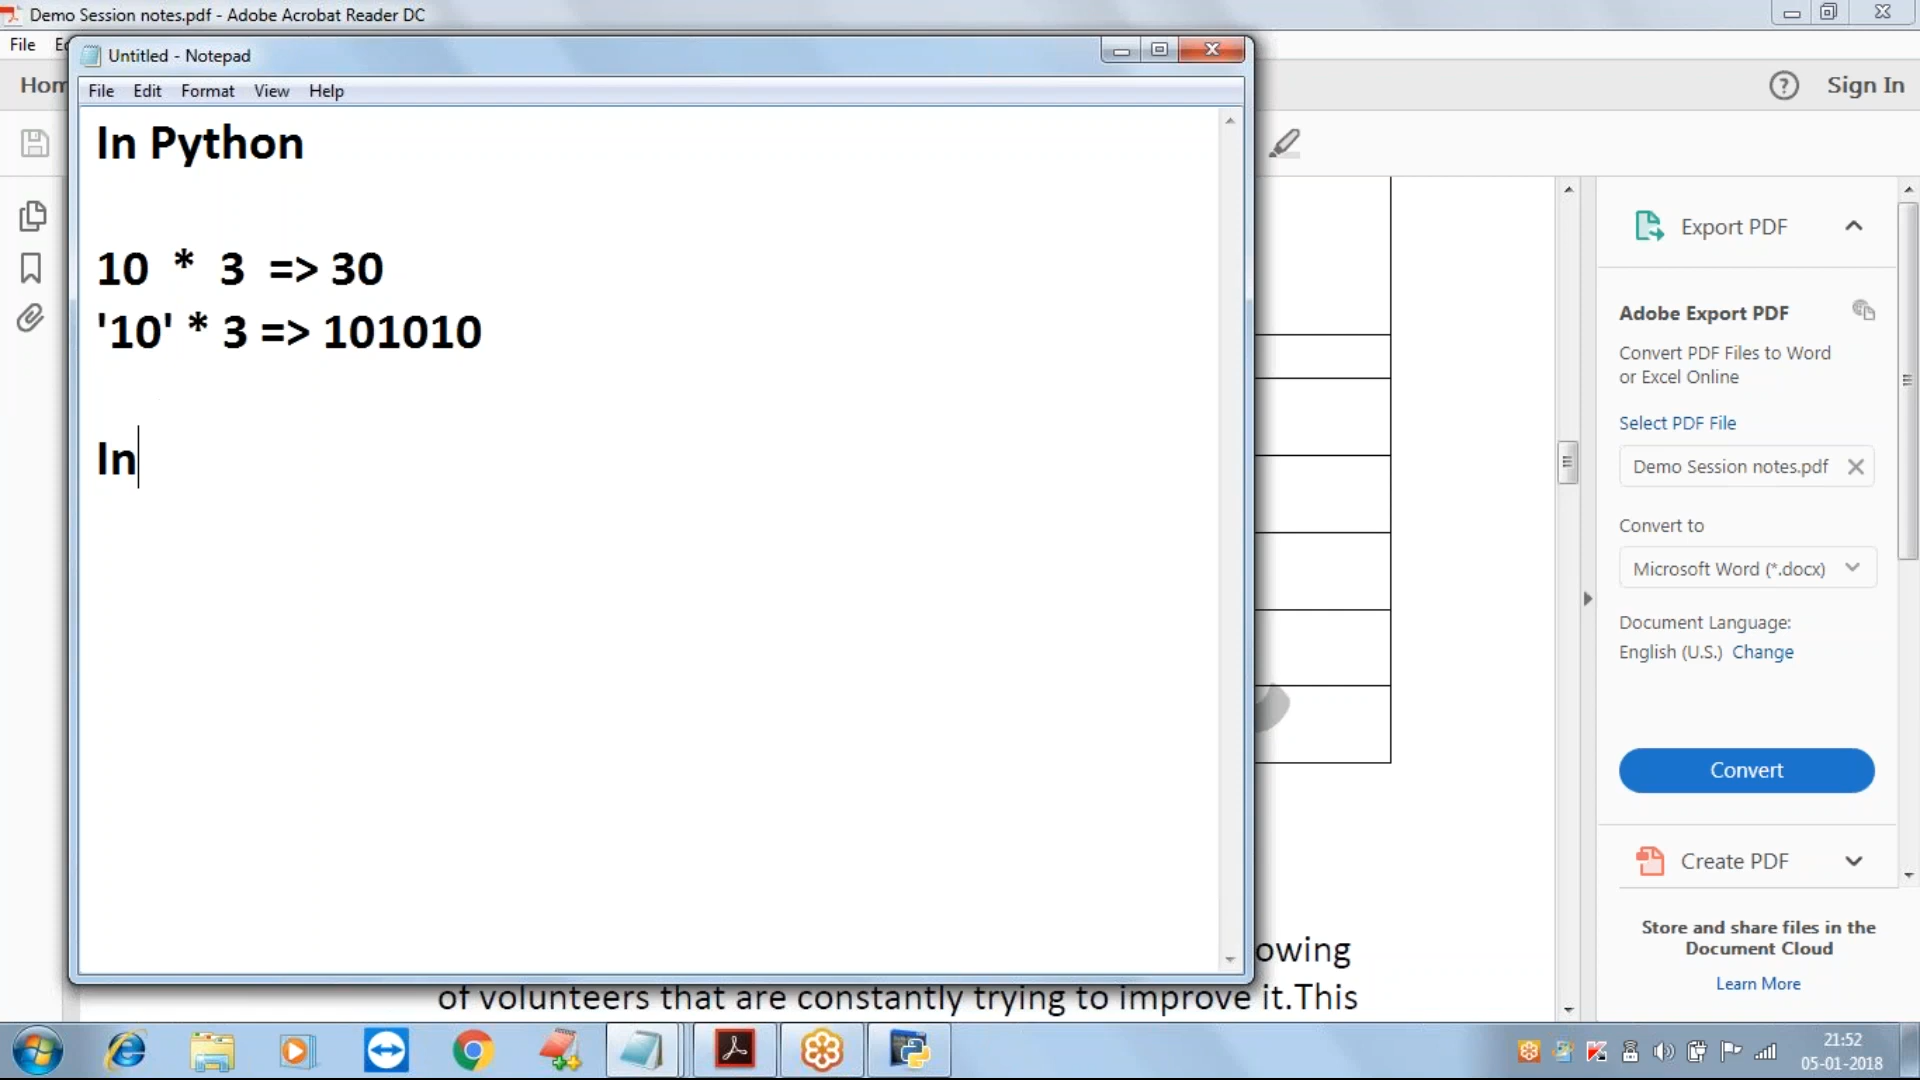 Demo Session notes.pdf - Adobe Acrobat Reader DC
File
Untitled - Notepad
File Edit Format View Help
Sign In
In Python
10 * 3 => 30
'10' * 3 => 101010
In
Export PDF
Adobe Export PDF
Convert PDF Files to Word
or Excel Online
Select PDF File
Demo Session notes.pdf
Convert to
Microsoft Word (*.docx)
Document Language:
English (U.S.) Change
Convert
Create PDF
Store and share files in the
Document Cloud
Learn More
owing
of volunteers that are constantly trying to improve it.This
21:52
05-01-2018